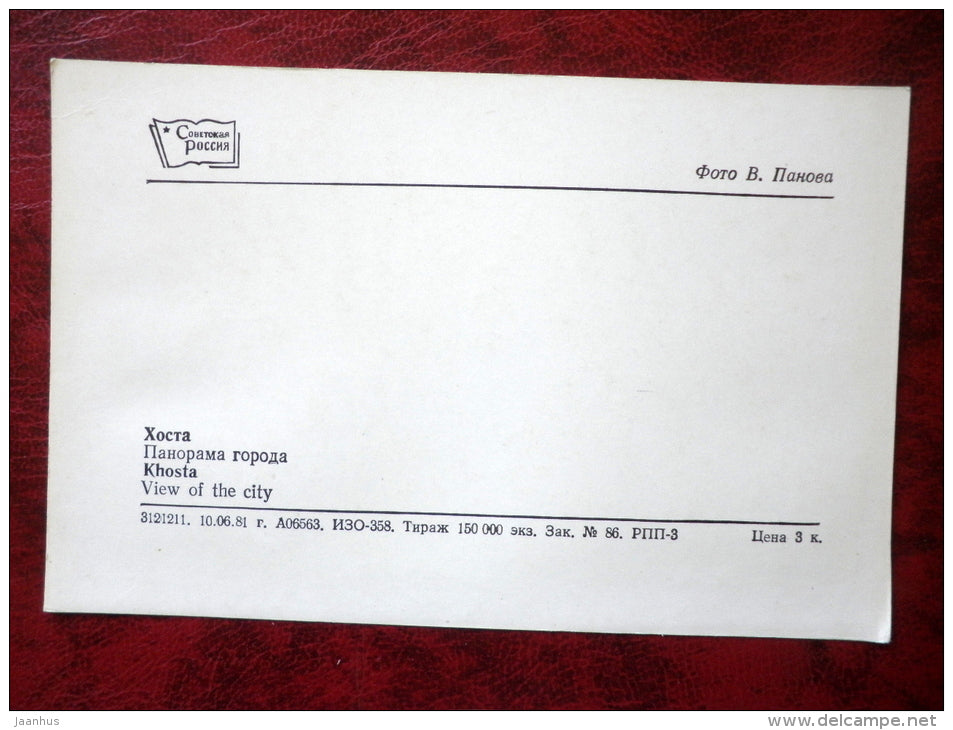 Советская
Россия
Фото В. Панова
Хоста
Панорама города
Khosta
View of the city
3121211. 10.06.81 г. А06563. ИЗО-358. Тираж 150 000 экз. Зак. № 86. РПП-3 Цена 3 к.
jaanhus
www.delcampe.net